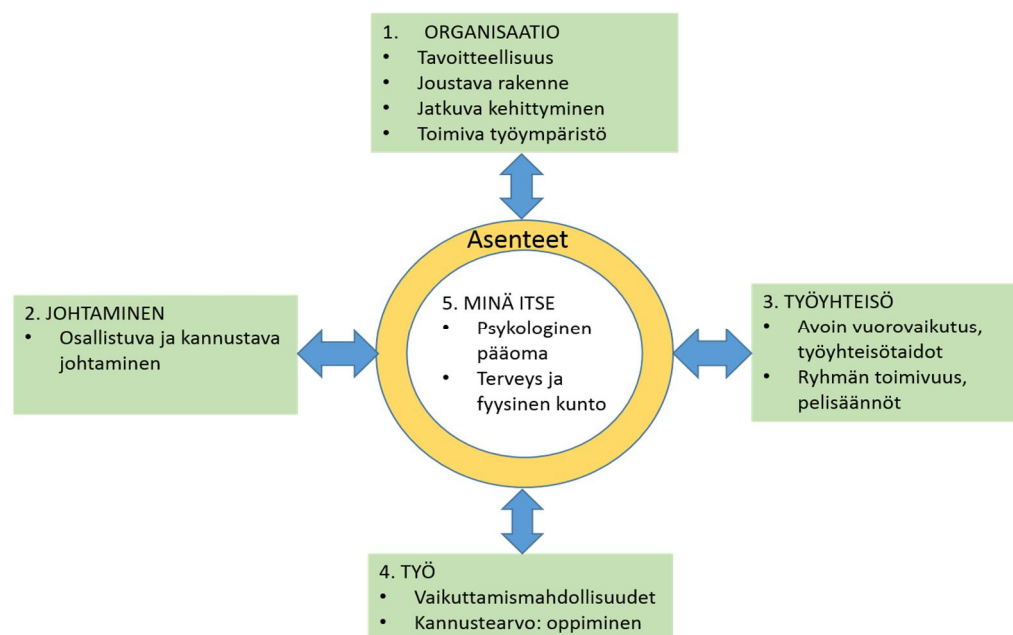 1. ORGANISAATIO
• Tavoitteellisuus
• Joustava rakenne
• Jatkuva kehittyminen
• Toimiva työympäristö
Asenteet
2. JOHTAMINEN
• Osallistuva ja kannustava
johtaminen
5. MINÄ ITSE
• Psykologinen
pääoma
• Terveys ja
fyysinen kunto
3. TYÖYHTEISÖ
• Avoin vuorovaikutus,
työyhteisötaidot
• Ryhmän toimivuus,
pelisäännöt
4. TYÖ
• Vaikuttamismahdollisuudet
• Kannustearvo: oppiminen